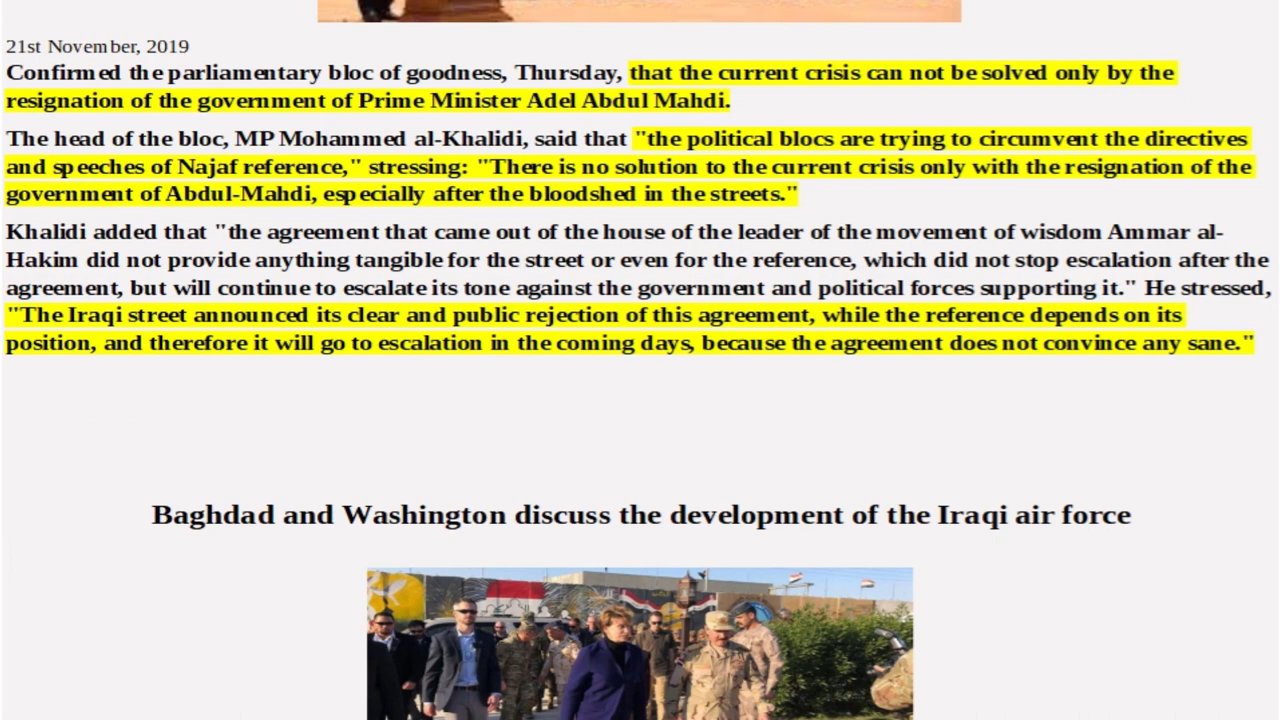 21st November, 2019
Confirmed the parliamentary bloc of goodness, Thursday, that the current crisis can not be solved only by the
resignation of the government of Prime Minister Adel Abdul Mahdi.
The head of the bloc, MP Mohammed al-Khalidi, said that "the political blocs are trying to circumvent the directives
and speeches of Najaf reference," stressing: "There is no solution to the current crisis only with the resignation of the
government of Abdul-Mahdi, especially after the bloodshed in the streets."
Khalidi added that "the agreement that came out of the house of the leader of the movement of wisdom Ammar al-
Hakim did not provide anything tangible for the street or even for the reference, which did not stop escalation after the
agreement, but will continue to escalate its tone against the government and political forces supporting it." He stressed,
"The Iraqi street announced its clear and public rejection of this agreement, while the reference depends on its
position, and therefore it will go to escalation in the coming days, because the agreement does not convince any sane."
Baghdad and Washington discuss the development of the Iraqi air force